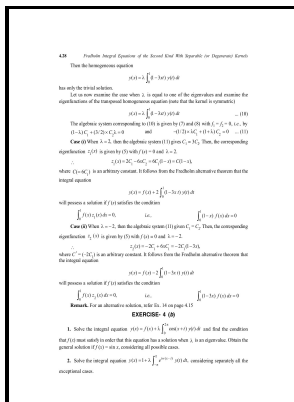 4.28 Fredholm Integral Equations of the Second Kind With Separable (or Degenerate) Kernels
Then the homogeneous equation
y(x) = λ ∫₀¹ (1 – 3xt) y(t) dt
has only the trivial solution.
Let us now examine the case when λ is equal to one of the eigenvalues and examine the
eigenfunctions of the transposed homogeneous equation (note that the kernel is symmetric)
y(x) = λ ∫₀¹ (1 – 3xt) y(t) dt ... (10)
The algebraic system corresponding to (10) is given by (7) and (8) with f₁ = f₂ = 0, i.e., by
(1–λ) C₁ + (3/2)× C₂λ = 0 and –(1/2)×λC₁ + (1+λ) C₂ = 0 ... (11)
Case (i) When λ = 2, then the algebraic system (11) gives C₁ = 3C₂. Then, the corresponding
eigenfunction z₁(x) is given by (5) with f(x) = 0 and λ = 2.
∴ z₁(x) = 2C₁ – 6xC₂ = 6C₂(1–x) = C(1–x),
where C(=6C₂) is an arbitrary constant. It follows from the Fredholm alternative theorem that the
integral equation
y(x) = f(x) + 2 ∫₀¹ (1–3x t) y(t) dt
will possess a solution if f(x) satisfies the condition
∫₀¹ f(x) z₁(x) dx = 0, i.e., ∫₀¹ (1–x) f(x) dx = 0
Case (ii) When λ = –2, then the algebraic system (11) gives C₁ = C₂. Then, the corresponding
eigenfunction z₂(x) is given by (5) with f(x) = 0 and λ = –2.
∴ z₂(x) = –2C₁ + 6xC₁ = –2C₁(1–3x),
where C' = (–2C₁) is an arbitrary constant. It follows from the Fredholm alternative theorem that
the integral equation
y(x) = f(x) – 2 ∫₀¹ (1–3x t) y(t) dt
will possess a solution if f(x) satisfies the condition
∫₀¹ f(x) z₂(x) dx = 0, i.e., ∫₀¹ (1–3x) f(x) dx = 0
Remark. For an alternative solution, refer Ex. 14 on page 4.15
EXERCISE- 4 (b)
1. Solve the integral equation y(x) = f(x) + λ ∫₀²π cos(x+t) y(t) dt and find the condition
that f(x) must satisfy in order that this equation has a solution when λ is an eigenvalue. Obtain the
general solution if f(x) = sin x, considering all possible cases.
2. Solve the integral equation y(x) = 1 + λ y(t) dt, considering separately all the
exceptional cases.